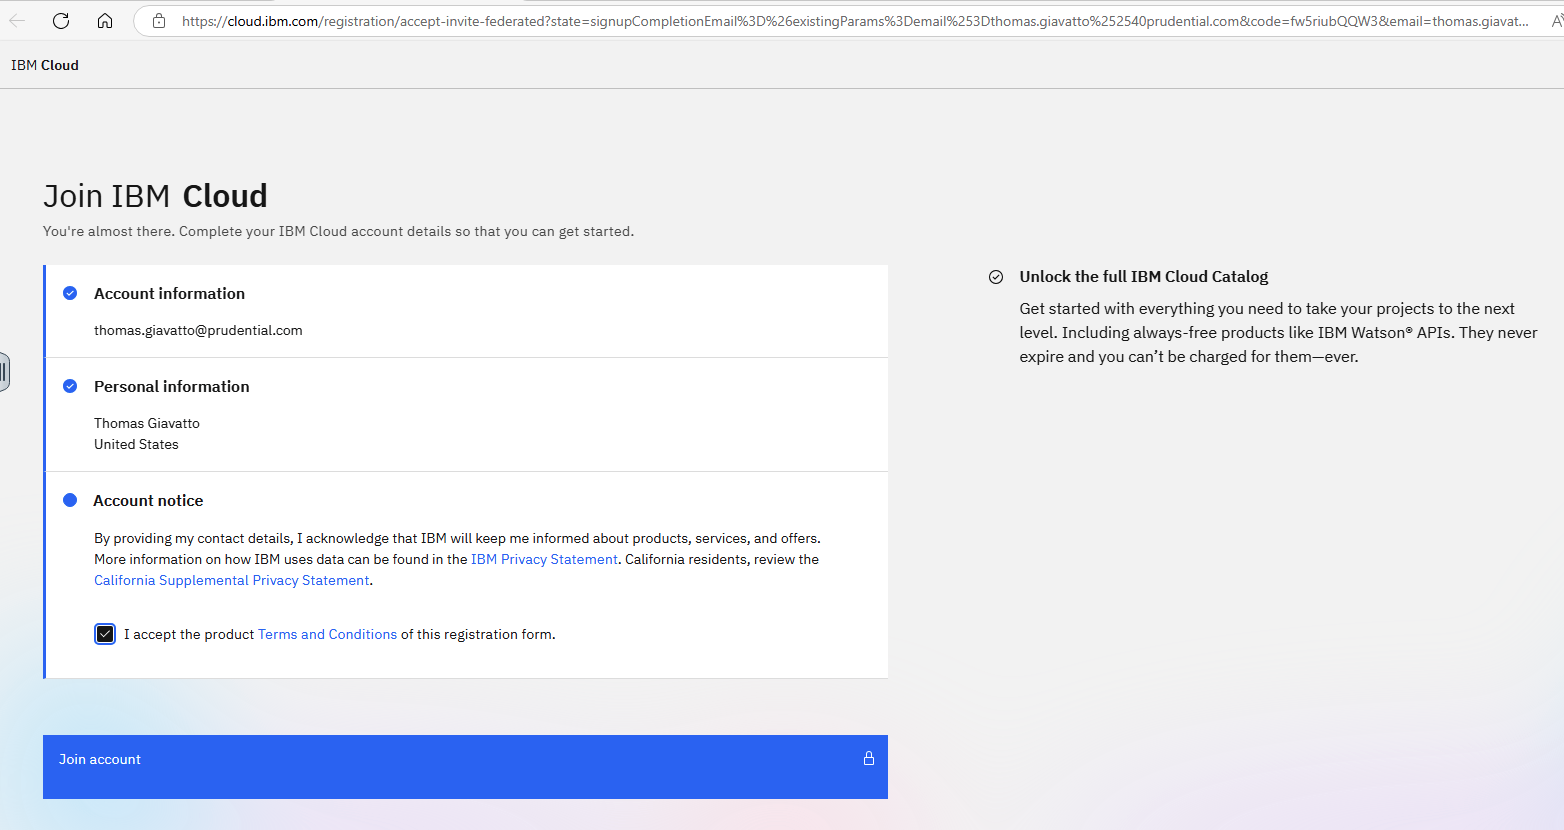 https://cloud.ibm.com/registration/accept-invite-federated?state=signupCompletionEmail%3D%26existingParams%3Demail%253Dthomas.giavatto%252540prudential.com&code=fw5riubQQW3&email=thomas.giavat...
IBM Cloud
Join IBM Cloud
You're almost there. Complete your IBM Cloud account details so that you can get started.
Account information
thomas.giavatto@prudential.com
Personal information
Thomas Giavatto
United States
Account notice
By providing my contact details, I acknowledge that IBM will keep me informed about products, services, and offers.
More information on how IBM uses data can be found in the IBM Privacy Statement. California residents, review the
California Supplemental Privacy Statement.
I accept the product Terms and Conditions of this registration form.
Join account
Unlock the full IBM Cloud Catalog
Get started with everything you need to take your projects to the next
level. Including always-free products like IBM Watson® APIs. They never
expire and you can’t be charged for them—ever.